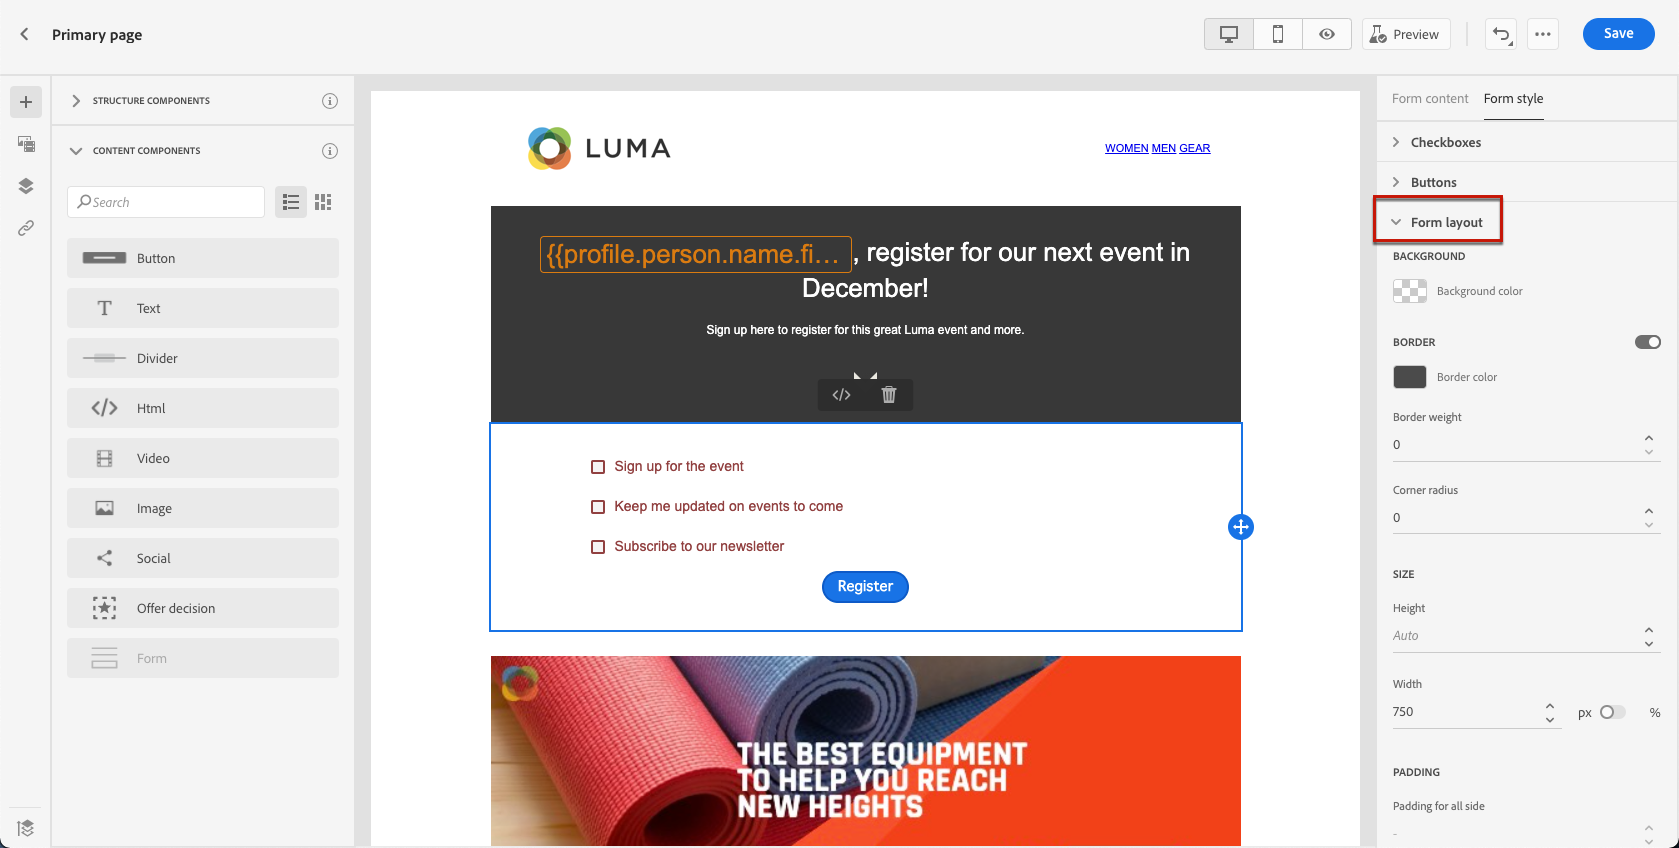 Primary page
Preview
Save
STRUCTURE COMPONENTS
CONTENT COMPONENTS
Search
Button
Text
Divider
Html
Video
Image
Social
Offer decision
Form
LUMA
WOMEN MEN GEAR
{{profile.person.name.fi… , register for our next event in
December!
Sign up here to register for this great Luma event and more.
Sign up for the event
Keep me updated on events to come
Subscribe to our newsletter
Register
THE BEST EQUIPMENT
TO HELP YOU REACH
NEW HEIGHTS
Form content Form style
Checkboxes
Buttons
Form layout
BACKGROUND
Background color
BORDER
Border color
Border weight
0
Corner radius
0
SIZE
Height
Auto
Width
750 px %
PADDING
Padding for all side
-